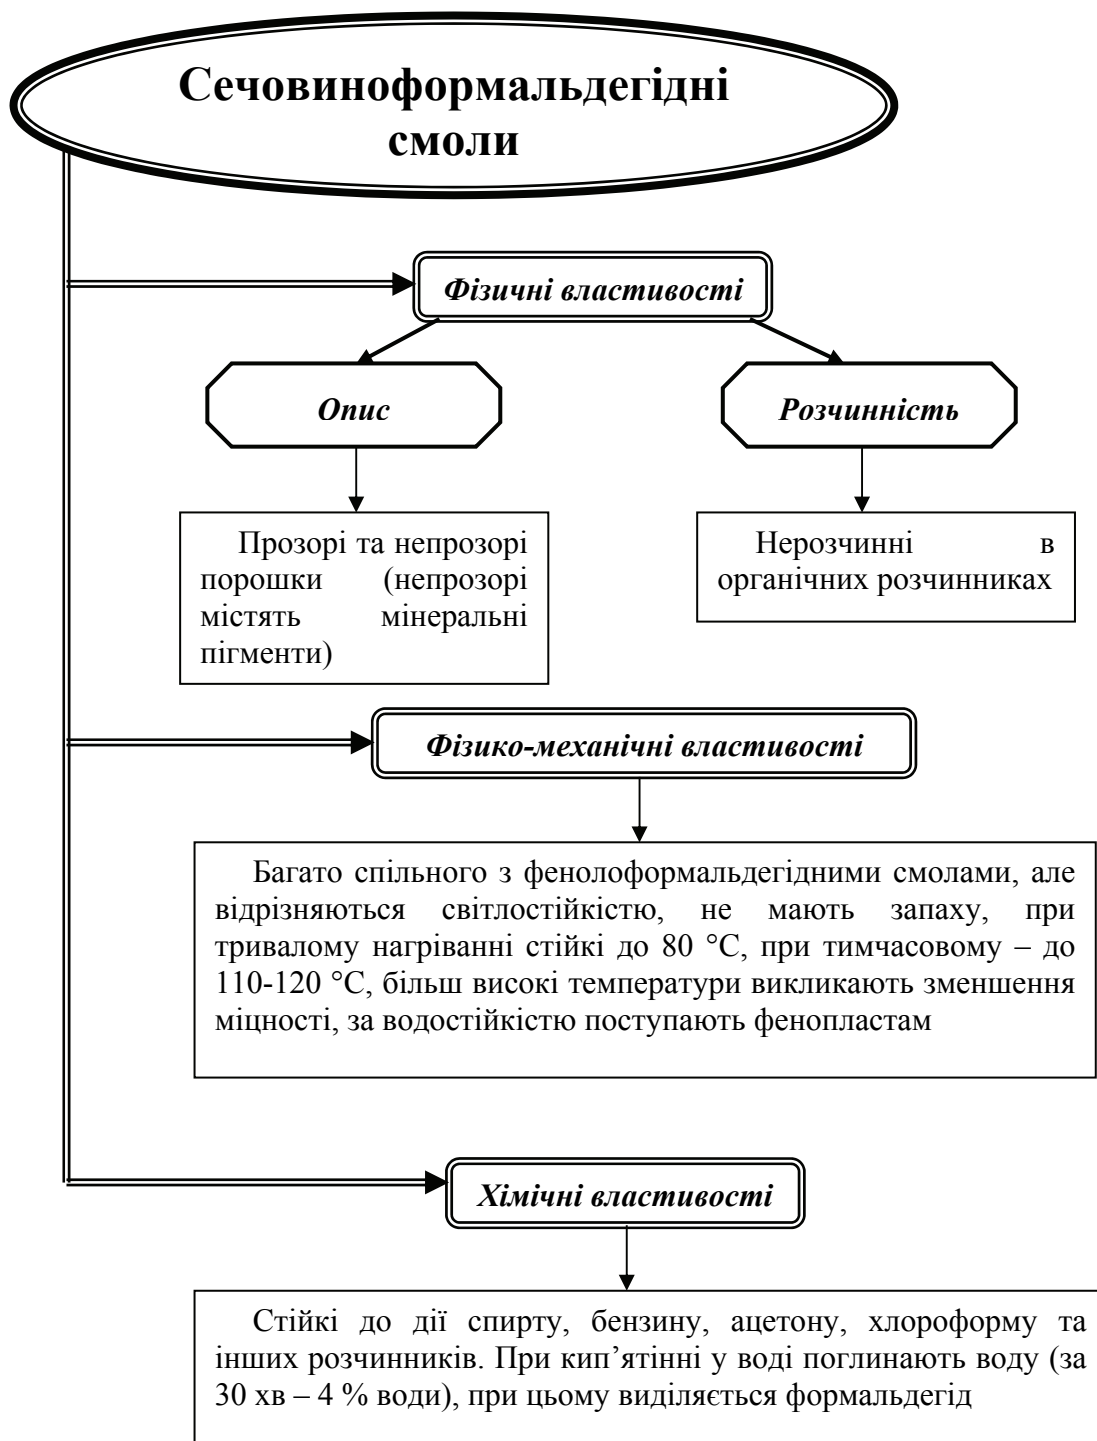 Сечовиноформальдегідні
смоли
Фізичні властивості
Опис
Розчинність
Прозорі та непрозорі
порошки (непрозорі
містять мінеральні
пігменти)
Нерозчинні в
органічних розчинниках
Фізико-механічні властивості
Багато спільного з фенолоформальдегідними смолами, але
відрізняються світлостійкістю, не мають запаху, при
тривалому нагріванні стійкі до 80 °С, при тимчасовому – до
110-120 °С, більш високі температури викликають зменшення
міцності, за водостійкістю поступають фенопластам
Хімічні властивості
Стійкі до дії спирту, бензину, ацетону, хлороформу та
інших розчинників. При кип’ятінні у воді поглинають воду (за
30 хв – 4 % води), при цьому виділяється формальдегід